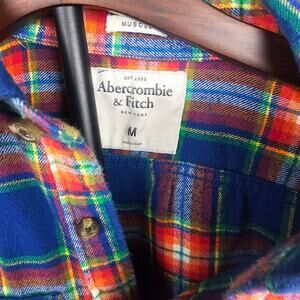 MUSCLE
EST. 1892
Abercrombie
& Fitch
NEW YORK
M